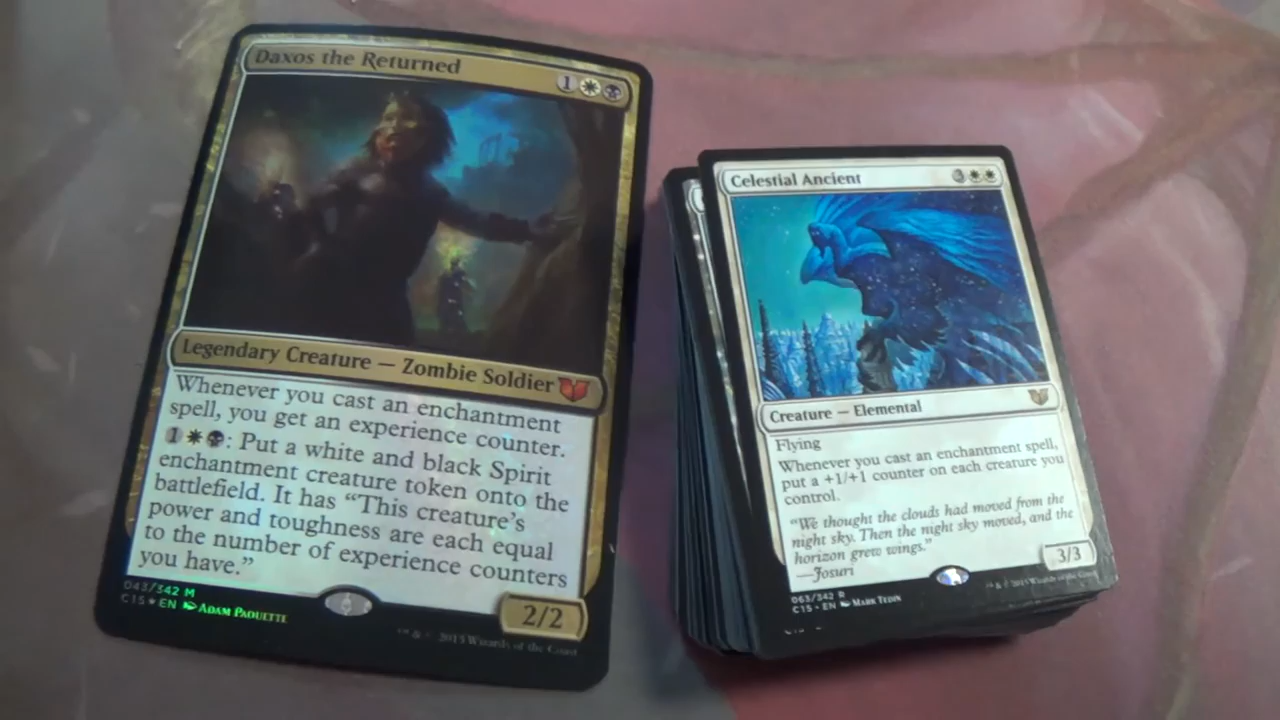 Daxos the Returned
1
Legendary Creature — Zombie Soldier
Whenever you cast an enchantment
spell, you get an experience counter.
1 : Put a white and black Spirit
enchantment creature token onto the
battlefield. It has “This creature’s
power and toughness are each equal
to the number of experience counters
you have.”
2/2
043/342 M
C15 ★ EN Adam Paquette
™ & © 2015 Wizards of the Coast
Celestial Ancient
Creature — Elemental
Flying
Whenever you cast an enchantment spell,
put a +1/+1 counter on each creature you
control.
“We thought the clouds had moved from the
night sky. Then the night sky moved, and the
horizon grew wings.”
—Josuri
3/3
063/342 R
C15 • EN Mark Tedin
™ & © 2015 Wizards of the Coast